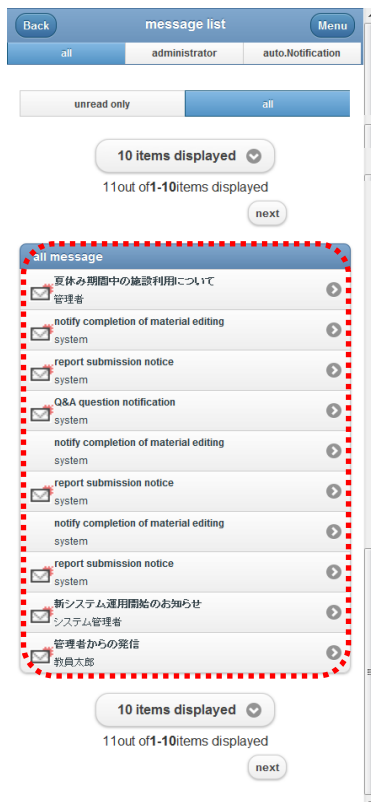 Back
message list
Menu
all
administrator
auto.Notification
unread only
all
10 items displayed
11out of1-10items displayed
next
all message
夏休み期間中の施設利用について
管理者
notify completion of material editing
system
report submission notice
system
Q&A question notification
system
notify completion of material editing
system
report submission notice
system
notify completion of material editing
system
report submission notice
system
新システム運用開始のお知らせ
システム管理者
管理者からの発信
教員太郎
10 items displayed
11out of1-10items displayed
next